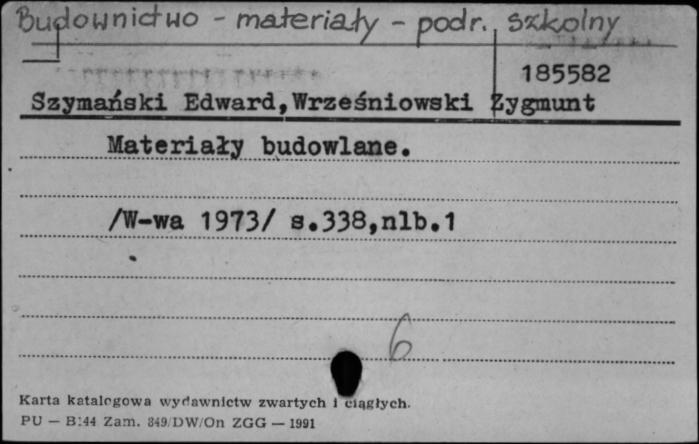 Budownictwo - materiały - podr. szkolny
185582
Szymański Edward,Wrześniowski Zygmunt
Materiały budowlane.
/W-wa 1973/ s.338,nlb.1
6
Karta katalogowa wydawnictw zwartych i ciągłych.
PU — B:44 Zam. 349/DW/On ZGG — 1991